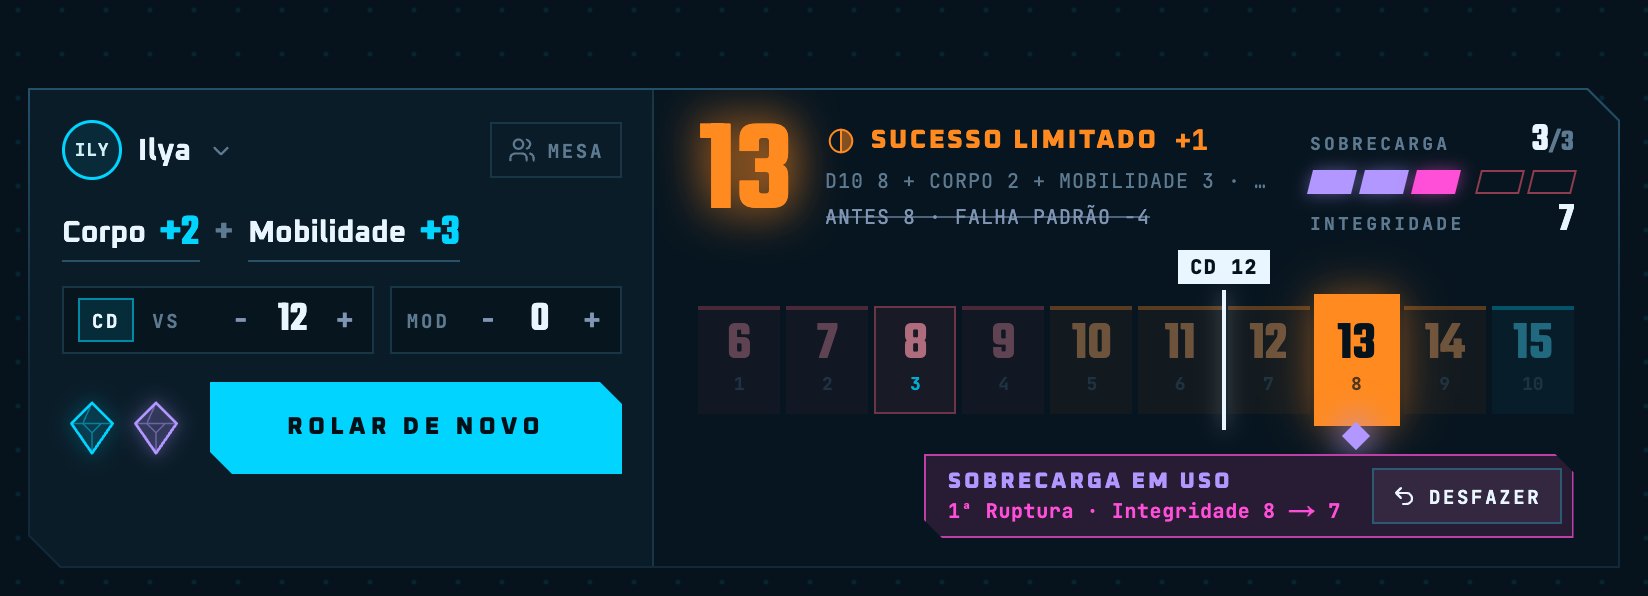 ILY Ilya MESA
Corpo +2 + Mobilidade +3
CD VS - 12 + MOD - 0 +
ROLAR DE NOVO
13
SUCESSO LIMITADO +1
D10 8 + CORPO 2 + MOBILIDADE 3 · …
ANTES 8 · FALHA PADRÃO -4
SOBRECARGA 3/3
INTEGRIDADE 7
CD 12
6 7 8 9 10 11 12 13 14 15
1 2 3 4 5 6 7 8 9 10
SOBRECARGA EM USO
1ª Ruptura · Integridade 8 → 7
DESFAZER